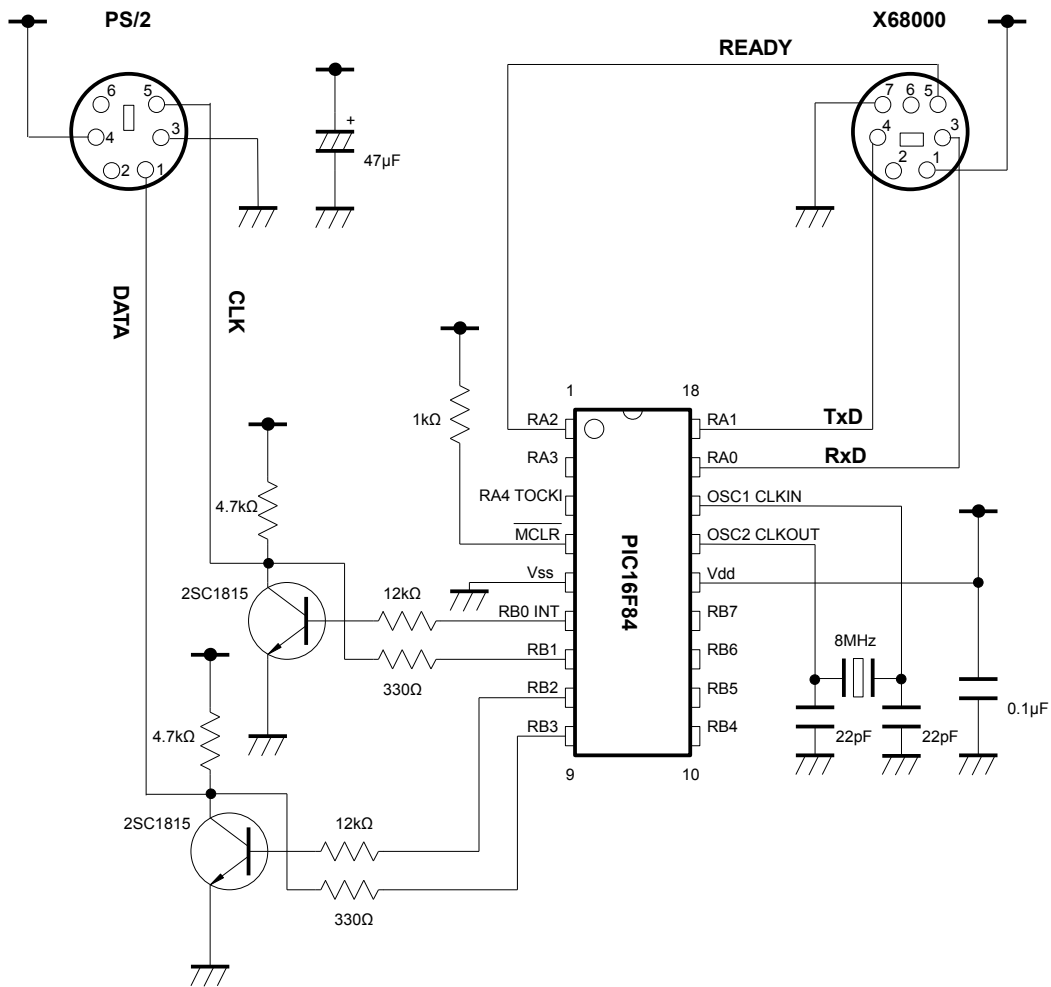 PS/2
X68000
READY
6
5
4
3
2
1
+
47µF
7
6
5
4
3
2
1
DATA
CLK
1kΩ
1
18
RA2
RA1
TxD
RA3
RA0
RxD
RA4 TOCKI
OSC1 CLKIN
MCLR
OSC2 CLKOUT
Vss
Vdd
RB0 INT
RB7
RB1
RB6
RB2
RB5
RB3
RB4
9
10
PIC16F84
4.7kΩ
2SC1815
12kΩ
330Ω
8MHz
22pF
22pF
0.1µF
4.7kΩ
2SC1815
12kΩ
330Ω